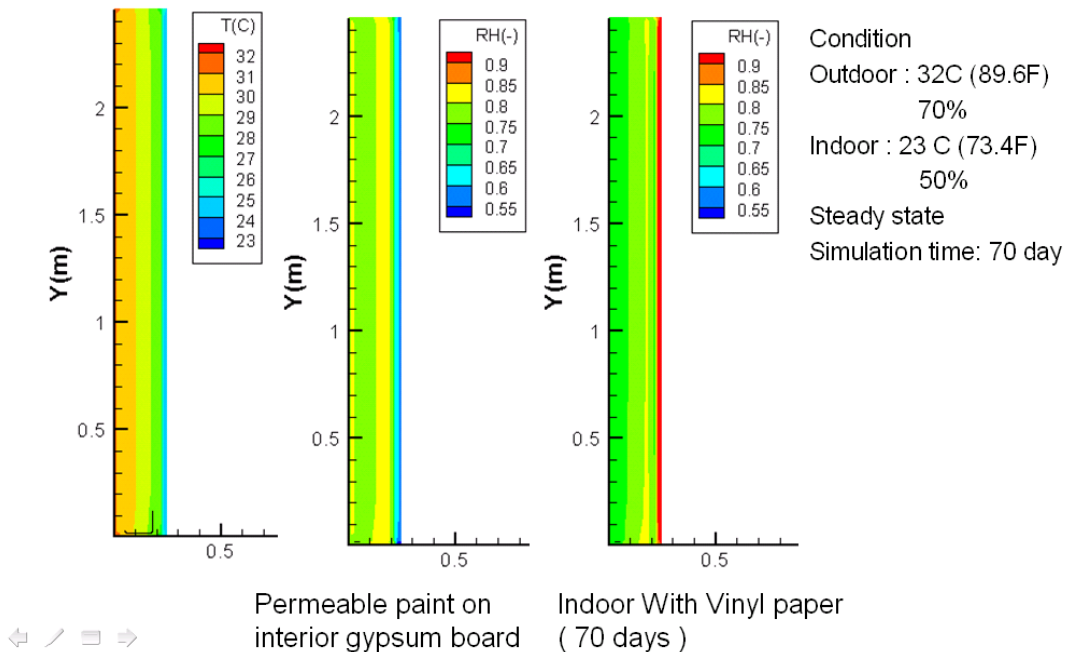 T(C)
32
31
30
29
28
27
26
25
24
23
2
1.5
1
0.5
Y(m)
0.5
RH(-)
0.9
0.85
0.8
0.75
0.7
0.65
0.6
0.55
2
1.5
1
0.5
Y(m)
0.5
RH(-)
0.9
0.85
0.8
0.75
0.7
0.65
0.6
0.55
2
1.5
1
0.5
Y(m)
0.5
Condition
Outdoor : 32C (89.6F)
70%
Indoor : 23 C (73.4F)
50%
Steady state
Simulation time: 70 day
Permeable paint on
interior gypsum board
Indoor With Vinyl paper
( 70 days )